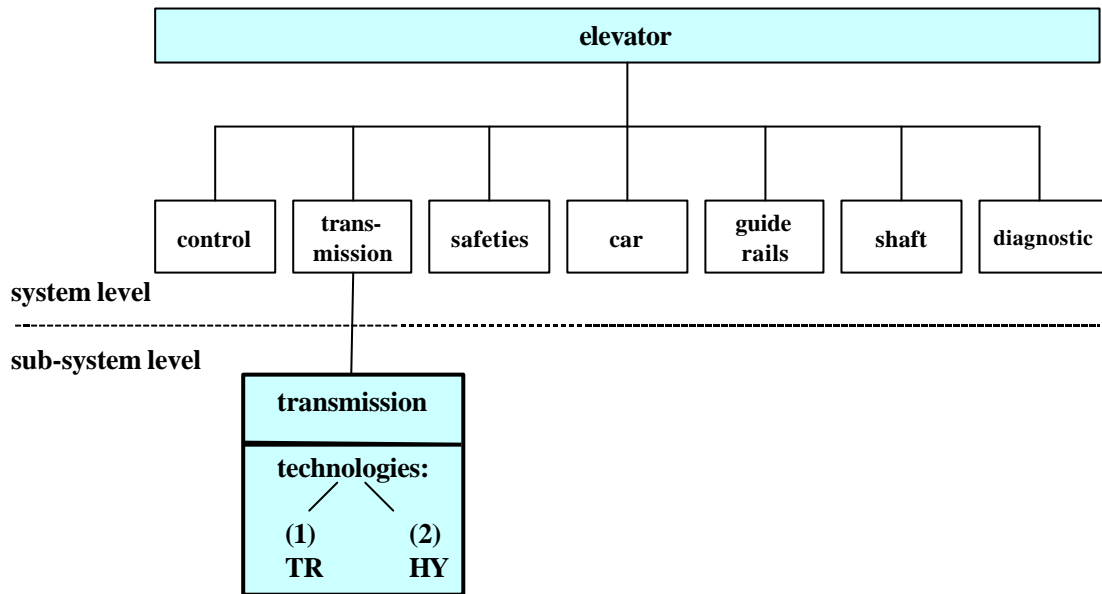 elevator
control
trans-
mission
safeties
car
guide
rails
shaft
diagnostic
system level
sub-system level
transmission
technologies:
(1)
TR
(2)
HY